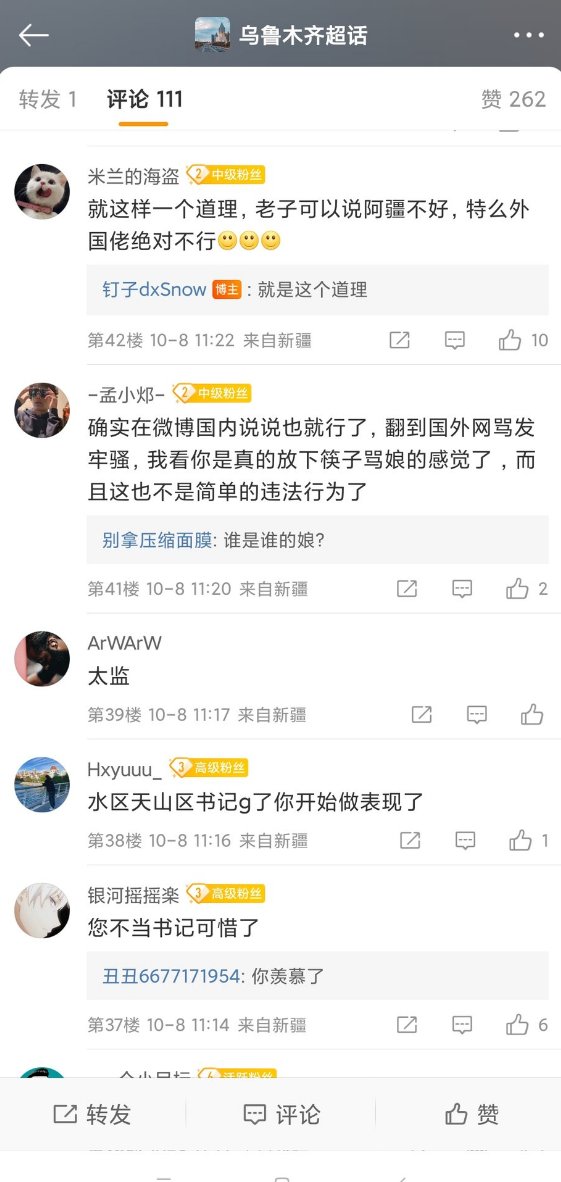 乌鲁木齐超话
转发 1
评论 111
赞 262
米兰的海盗 2 中级粉丝
就这样一个道理，老子可以说阿疆不好，特么外
国佬绝对不行
钉子dxSnow 博主 : 就是这个道理
第42楼 10-8 11:22 来自新疆
10
-孟小邩- 2 中级粉丝
确实在微博国内说说也就行了，翻到国外网骂发
牢骚，我看你是真的放下筷子骂娘的感觉了，而
且这也不是简单的违法行为了
别拿压缩面膜: 谁是谁的娘?
第41楼 10-8 11:20 来自新疆
2
ArWArW
太监
第39楼 10-8 11:17 来自新疆
Hxyuuu_ 3 高级粉丝
水区天山区书记g了你开始做表现了
第38楼 10-8 11:16 来自新疆
1
银河摇摇楽 3 高级粉丝
您不当书记可惜了
丑丑6677171954: 你羡慕了
第37楼 10-8 11:14 来自新疆
6
转发
评论
赞